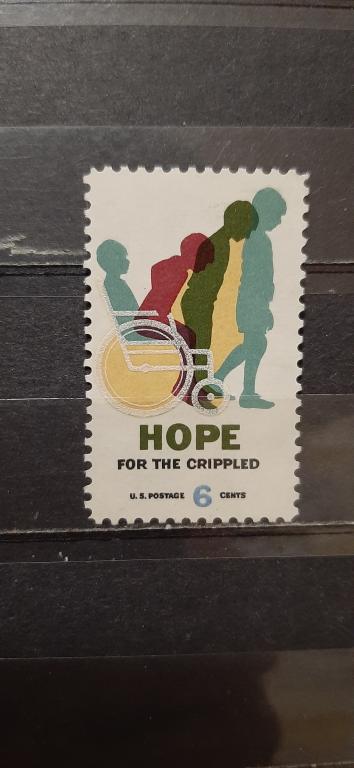 HOPE
FOR THE CRIPPLED
U.S. POSTAGE 6 CENTS